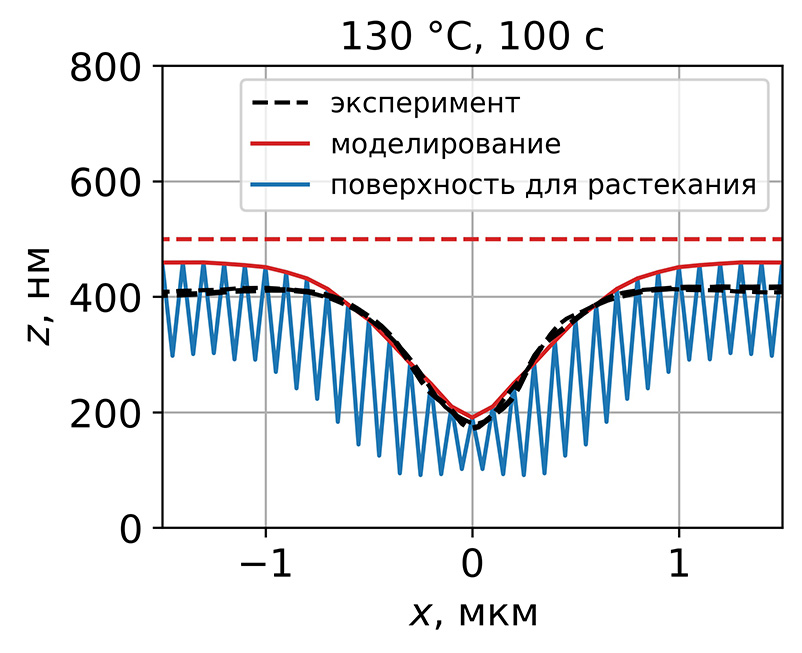 130 °C, 100 с
800
600
400
200
0
эксперимент
моделирование
поверхность для растекания
z, нм
−1
0
1
x, мкм